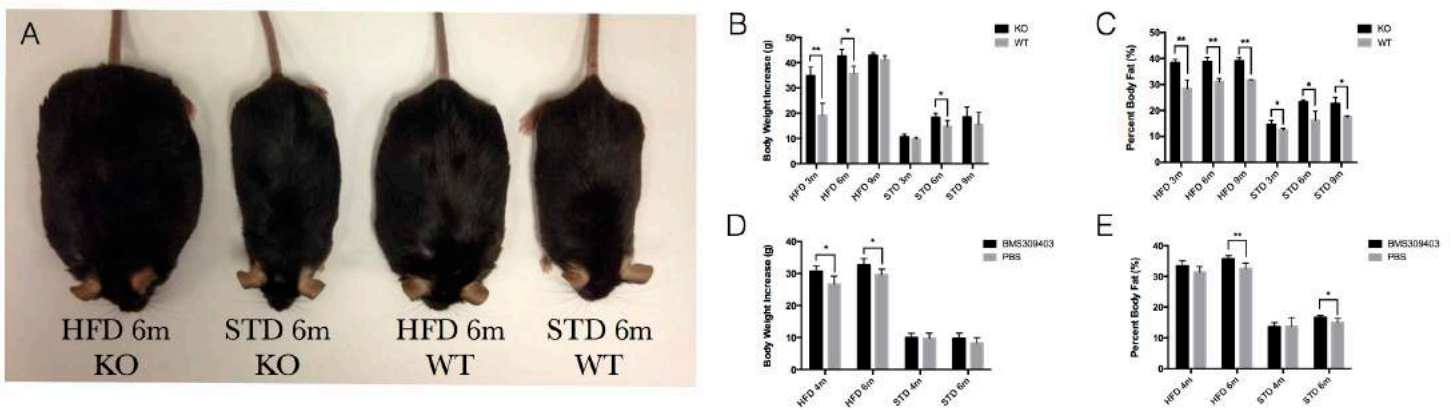 A
HFD 6m
KO
STD 6m
KO
HFD 6m
WT
STD 6m
WT
B
Body Weight Increase (g)
50
40
30
20
10
0
** * *
KO
WT
HFD 3m
HFD 6m
HFD 9m
STD 3m
STD 6m
STD 9m
C
Percent Body Fat (%)
50
40
30
20
10
0
** ** ** * * *
KO
WT
HFD 3m
HFD 6m
HFD 9m
STD 3m
STD 6m
STD 9m
D
Body Weight Increase (g)
40
30
20
10
0
* *
BMS309403
PBS
HFD 4m
HFD 6m
STD 4m
STD 6m
E
Percent Body Fat (%)
40
30
20
10
0
** *
BMS309403
PBS
HFD 4m
HFD 6m
STD 4m
STD 6m